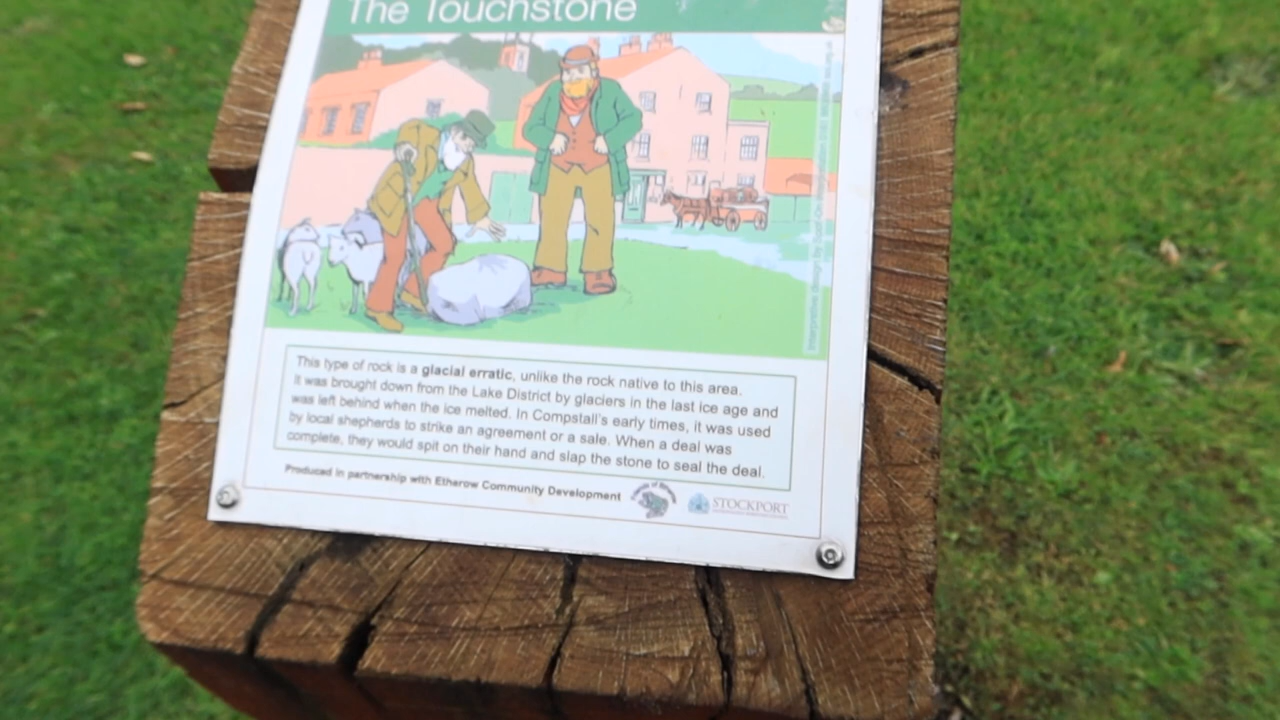 The Touchstone
This type of rock is a glacial erratic, unlike the rock native to this area.
It was brought down from the Lake District by glaciers in the last ice age and
was left behind when the ice melted. In Compstall's early times, it was used
by local shepherds to strike an agreement or a sale. When a deal was
complete, they would spit on their hand and slap the stone to seal the deal.
Produced in partnership with Etherow Community Development
STOCKPORT